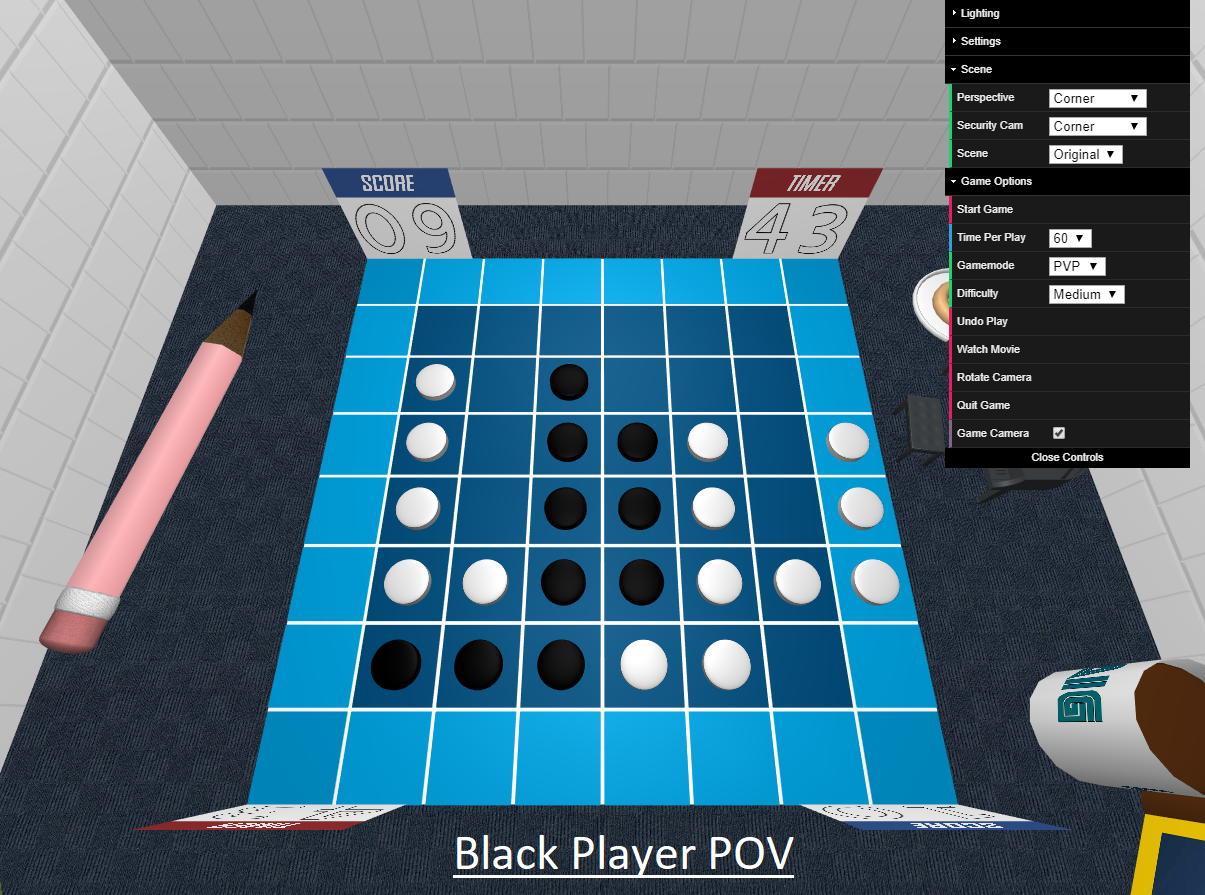 Lighting
Settings
Scene
Perspective Corner
Security Cam Corner
Scene Original
Game Options
Start Game
Time Per Play 60
Gamemode PVP
Difficulty Medium
Undo Play
Watch Movie
Rotate Camera
Quit Game
Game Camera
Close Controls
SCORE
09
TIMER
43
SCORE
Black Player POV